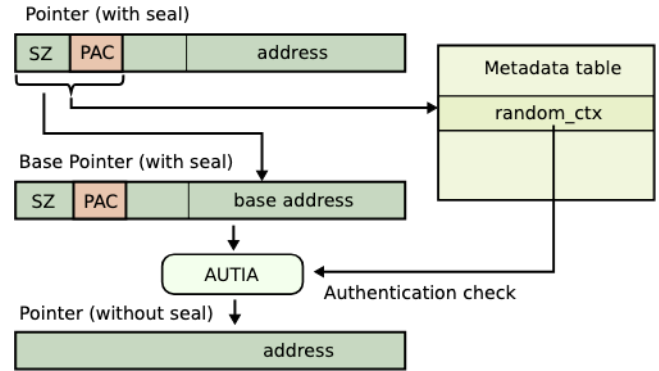 Pointer (with seal)
SZ PAC address
Metadata table
random_ctx
Base Pointer (with seal)
SZ PAC base address
AUTIA
Authentication check
Pointer (without seal)
address